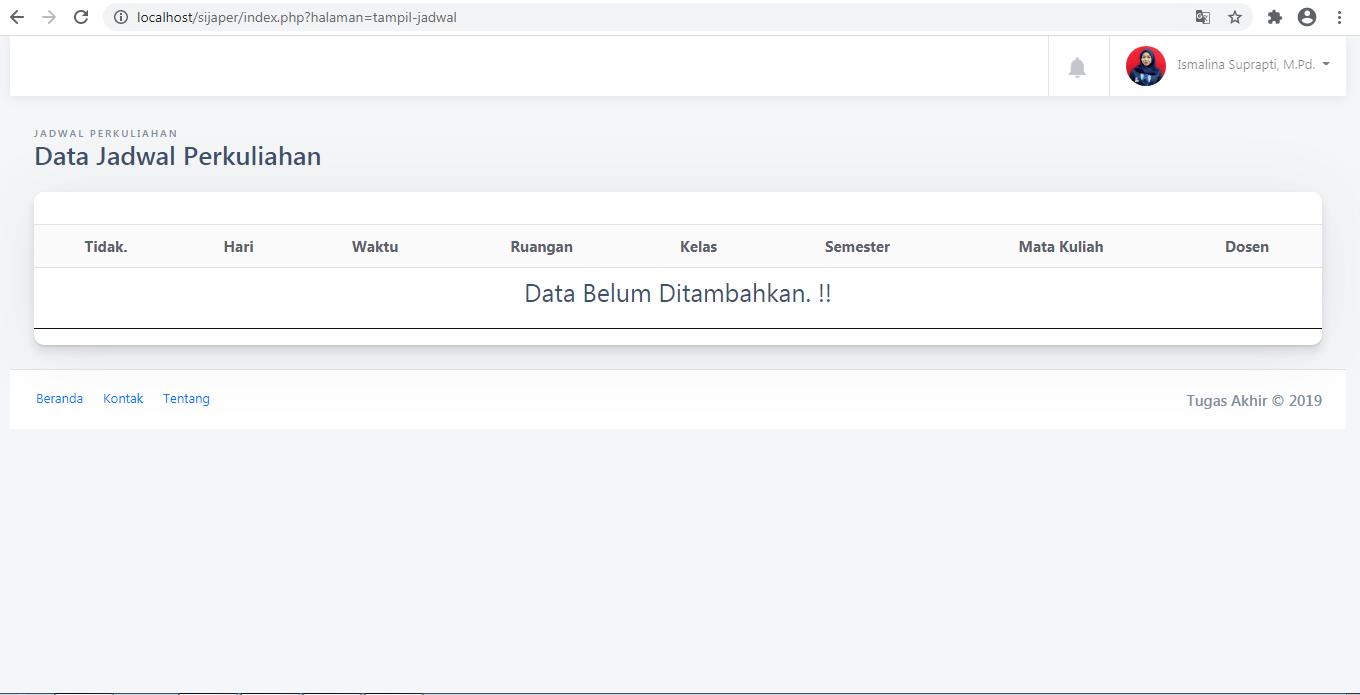 localhost/sijaper/index.php?halaman=tampil-jadwal
Ismalina Suprapti, M.Pd.
JADWAL PERKULIAHAN
Data Jadwal Perkuliahan
Tidak. Hari Waktu Ruangan Kelas Semester Mata Kuliah Dosen
Data Belum Ditambahkan. !!
Beranda Kontak Tentang Tugas Akhir © 2019